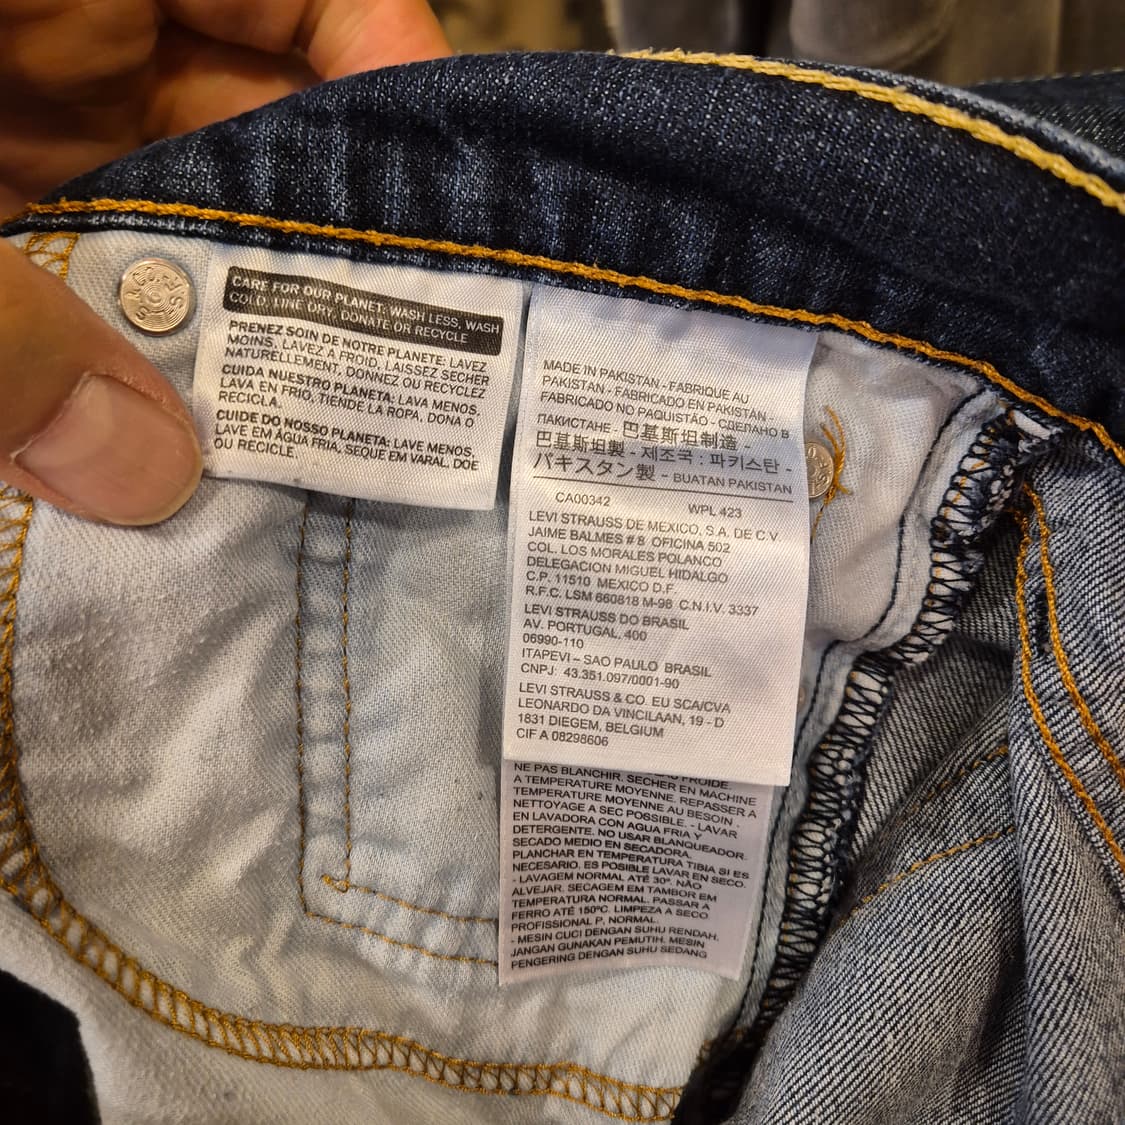 CARE FOR OUR PLANET: WASH LESS, WASH
COLD, LINE DRY, DONATE OR RECYCLE
PRENEZ SOIN DE NOTRE PLANETE: LAVEZ
MOINS, LAVEZ A FROID, LAISSEZ SECHER
NATURELLEMENT, DONNEZ OU RECYCLEZ
CUIDA NUESTRO PLANETA: LAVA MENOS,
LAVA EN FRIO, TIENDE LA ROPA, DONA O
RECICLA.
CUIDE DO NOSSO PLANETA: LAVE MENOS,
LAVE EM ÁGUA FRIA, SEQUE EM VARAL, DOE
OU RECICLE.
MADE IN PAKISTAN - FABRIQUE AU
PAKISTAN - FABRICADO EN PAKISTAN -
FABRICADO NO PAQUISTÃO - СДЕЛАНО В
ПАКИСТАНЕ - 巴基斯坦制造 -
巴基斯坦製 - 제조국 : 파키스탄 -
パキスタン製 - BUATAN PAKISTAN
CA00342 WPL 423
LEVI STRAUSS DE MEXICO, S.A. DE C.V.
JAIME BALMES # 8 OFICINA 502
COL. LOS MORALES POLANCO
DELEGACION MIGUEL HIDALGO
C.P. 11510 MEXICO D.F.
R.F.C. LSM 660818 M-98 C.N.I.V. 3337
LEVI STRAUSS DO BRASIL
AV. PORTUGAL, 400
06990-110
ITAPEVI – SAO PAULO BRASIL
CNPJ: 43.351.097/0001-90
LEVI STRAUSS & CO. EU SCA/CVA
LEONARDO DA VINCILAAN, 19 - D
1831 DIEGEM, BELGIUM
CIF A 08298606
NE PAS BLANCHIR. SECHER EN MACHINE
A TEMPERATURE MOYENNE. REPASSER A
TEMPERATURE MOYENNE AU BESOIN.
NETTOYAGE A SEC POSSIBLE. - LAVAR
EN LAVADORA CON AGUA FRIA Y
DETERGENTE. NO USAR BLANQUEADOR.
SECADO MEDIO EN SECADORA.
PLANCHAR EN TEMPERATURA TIBIA SI ES
NECESARIO. ES POSIBLE LAVAR EN SECO.
- LAVAGEM NORMAL ATÉ 30º. NÃO
ALVEJAR. SECAGEM EM TAMBOR EM
TEMPERATURA NORMAL. PASSAR A
FERRO ATÉ 150ºC. LIMPEZA A SECO
PROFISSIONAL P, NORMAL.
- MESIN CUCI DENGAN SUHU RENDAH.
JANGAN GUNAKAN PEMUTIH. MESIN
PENGERING DENGAN SUHU SEDANG